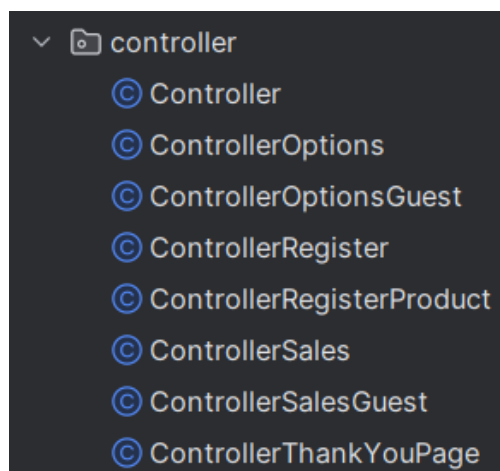 controller
© Controller
© ControllerOptions
© ControllerOptionsGuest
© ControllerRegister
© ControllerRegisterProduct
© ControllerSales
© ControllerSalesGuest
© ControllerThankYouPage